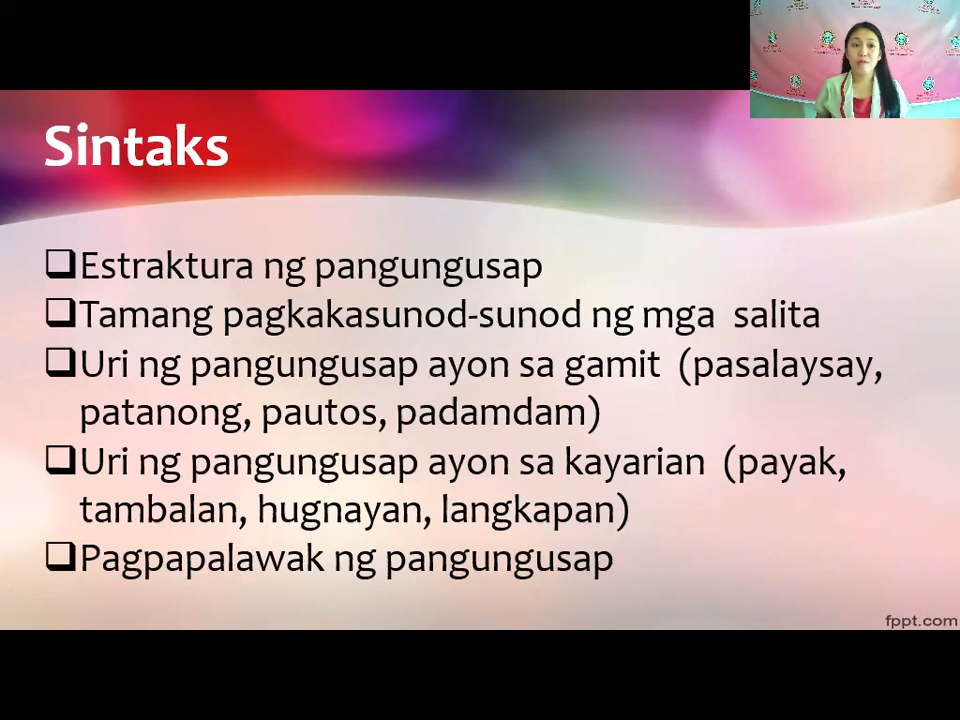 Sintaks
Estraktura ng pangungusap
Tamang pagkakasunod-sunod ng mga salita
Uri ng pangungusap ayon sa gamit (pasalaysay,
patanong, pautos, padamdam)
Uri ng pangungusap ayon sa kayarian (payak,
tambalan, hugnayan, langkapan)
Pagpapalawak ng pangungusap
fppt.com